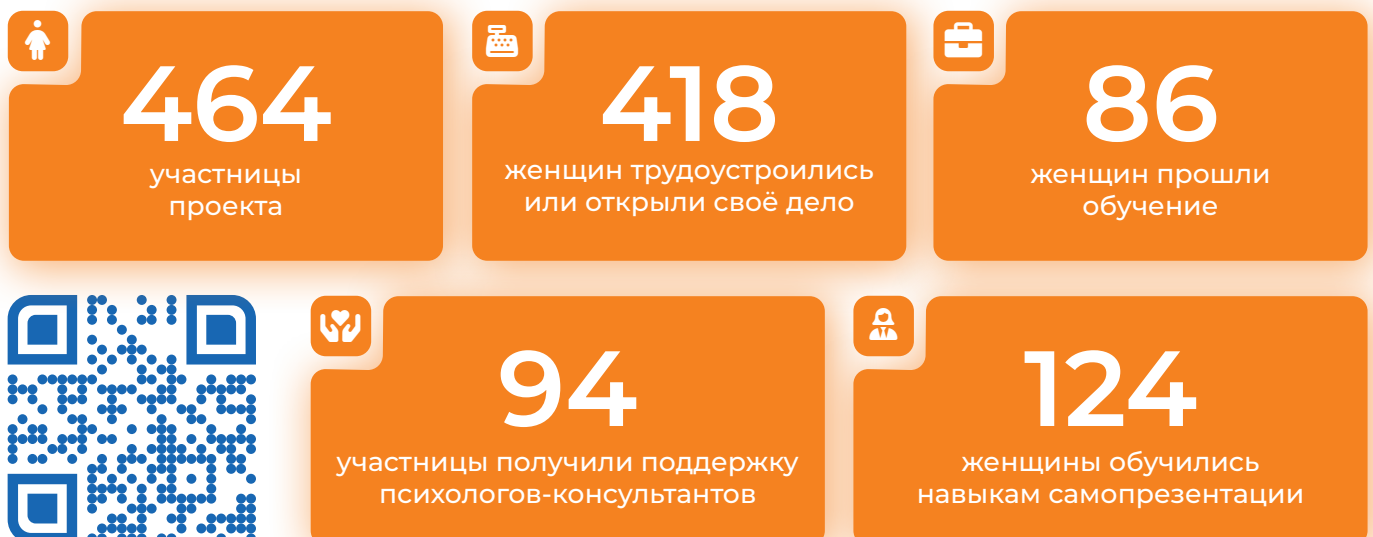 464
участницы
проекта
418
женщин трудоустроились
или открыли своё дело
86
женщин прошли
обучение
94
участницы получили поддержку
психологов-консультантов
124
женщины обучились
навыкам самопрезентации